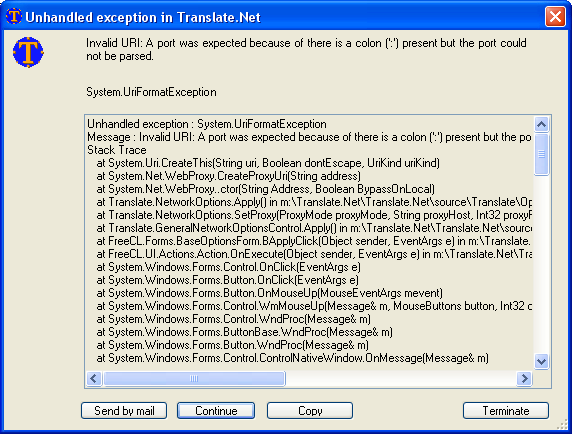 Unhandled exception in Translate.Net
T
Invalid URI: A port was expected because of there is a colon (':') present but the port could
not be parsed.
System.UriFormatException
Unhandled exception : System.UriFormatException
Message : Invalid URI: A port was expected because of there is a colon (':') present but the po
Stack Trace
at System.Uri.CreateThis(String uri, Boolean dontEscape, UriKind uriKind)
at System.Net.WebProxy.CreateProxyUri(String address)
at System.Net.WebProxy..ctor(String Address, Boolean BypassOnLocal)
at Translate.NetworkOptions.Apply() in m:\Translate.Net\Translate.Net\source\Translate\Op
at Translate.NetworkOptions.SetProxy(ProxyMode proxyMode, String proxyHost, Int32 proxyP
at Translate.GeneralNetworkOptionsControl.Apply() in m:\Translate.Net\Translate.Net\sourc
at FreeCL.Forms.BaseOptionsForm.BApplyClick(Object sender, EventArgs e) in m:\Translate.
at FreeCL.UI.Actions.Action.OnExecute(Object sender, EventArgs e) in m:\Translate.Net\Tra
at System.Windows.Forms.Control.OnClick(EventArgs e)
at System.Windows.Forms.Button.OnClick(EventArgs e)
at System.Windows.Forms.Button.OnMouseUp(MouseEventArgs mevent)
at System.Windows.Forms.Control.WmMouseUp(Message& m, MouseButtons button, Int32 c
at System.Windows.Forms.Control.WndProc(Message& m)
at System.Windows.Forms.ButtonBase.WndProc(Message& m)
at System.Windows.Forms.Button.WndProc(Message& m)
at System.Windows.Forms.Control.ControlNativeWindow.OnMessage(Message& m)
Send by mail Continue Copy Terminate